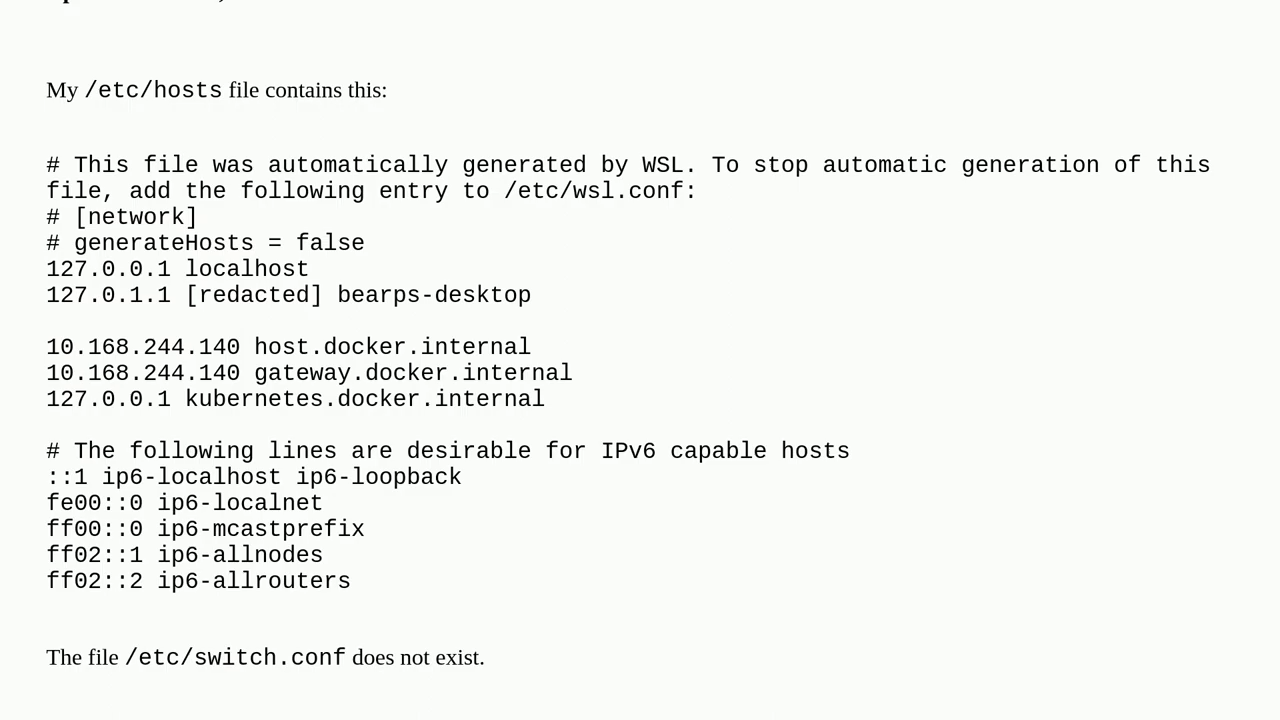 My /etc/hosts file contains this:
# This file was automatically generated by WSL. To stop automatic generation of this
file, add the following entry to /etc/wsl.conf:
# [network]
# generateHosts = false
127.0.0.1 localhost
127.0.1.1 [redacted] bearps-desktop
10.168.244.140 host.docker.internal
10.168.244.140 gateway.docker.internal
127.0.0.1 kubernetes.docker.internal
# The following lines are desirable for IPv6 capable hosts
::1 ip6-localhost ip6-loopback
fe00::0 ip6-localnet
ff00::0 ip6-mcastprefix
ff02::1 ip6-allnodes
ff02::2 ip6-allrouters
The file /etc/switch.conf does not exist.